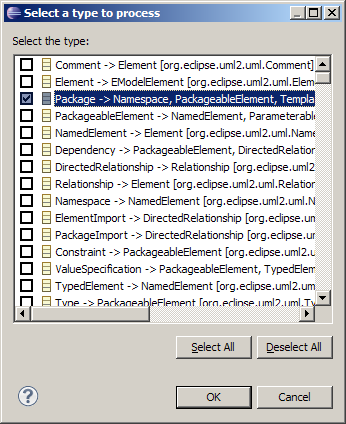 Select a type to process
Select the type:
Comment -> Element [org.eclipse.uml2.uml.Comment]
Element -> EModelElement [org.eclipse.uml2.uml.Elem
Package -> Namespace, PackageableElement, Templa
PackageableElement -> NamedElement, Parameterab
NamedElement -> Element [org.eclipse.uml2.uml.Name
Dependency -> PackageableElement, DirectedRelation
DirectedRelationship -> Relationship [org.eclipse.uml2
Relationship -> Element [org.eclipse.uml2.uml.Relation
Namespace -> NamedElement [org.eclipse.uml2.uml.N
ElementImport -> DirectedRelationship [org.eclipse.um
PackageImport -> DirectedRelationship [org.eclipse.um
Constraint -> PackageableElement [org.eclipse.uml2.u
ValueSpecification -> PackageableElement, TypedElem
TypedElement -> NamedElement [org.eclipse.uml2.um
Type -> PackageableElement [org.eclipse.uml2.uml.Ty
Select All
Deselect All
OK
Cancel